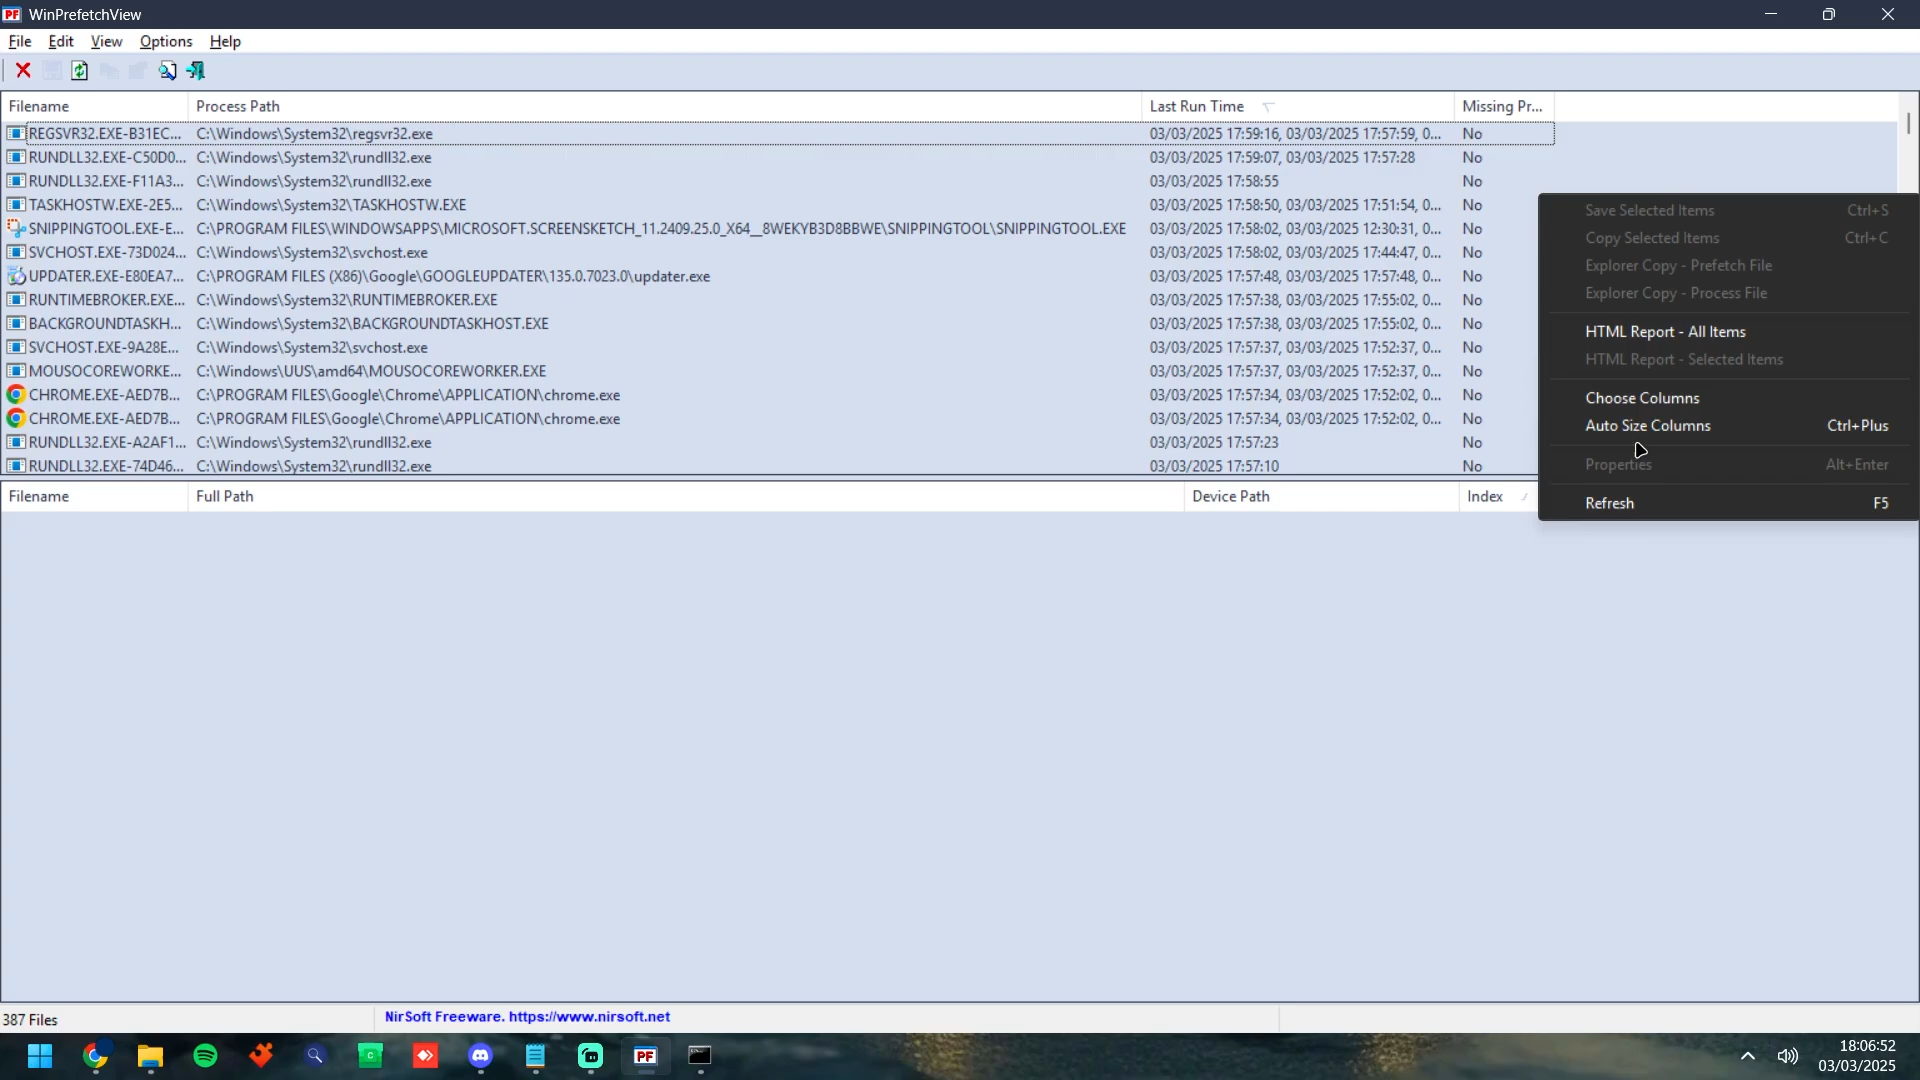 PF WinPrefetchView
File Edit View Options Help
Filename Process Path Last Run Time Missing Pr...
REGSVR32.EXE-B31EC... C:\Windows\System32\regsvr32.exe 03/03/2025 17:59:16, 03/03/2025 17:57:59, 0... No
RUNDLL32.EXE-C50D0... C:\Windows\System32\rundll32.exe 03/03/2025 17:59:07, 03/03/2025 17:57:28 No
RUNDLL32.EXE-F11A3... C:\Windows\System32\rundll32.exe 03/03/2025 17:58:55 No
TASKHOSTW.EXE-2E5... C:\Windows\System32\TASKHOSTW.EXE 03/03/2025 17:58:50, 03/03/2025 17:51:54, 0... No
SNIPPINGTOOL.EXE-E... C:\PROGRAM FILES\WINDOWSAPPS\MICROSOFT.SCREENSKETCH_11.2409.25.0_X64__8WEKYB3D8BBWE\SNIPPINGTOOL\SNIPPINGTOOL.EXE 03/03/2025 17:58:02, 03/03/2025 12:30:31, 0... No
SVCHOST.EXE-73D024... C:\Windows\System32\svchost.exe 03/03/2025 17:58:02, 03/03/2025 17:44:47, 0... No
UPDATER.EXE-E80EA7... C:\PROGRAM FILES (X86)\Google\GOOGLEUPDATER\135.0.7023.0\updater.exe 03/03/2025 17:57:48, 03/03/2025 17:57:48, 0... No
RUNTIMEBROKER.EXE... C:\Windows\System32\RUNTIMEBROKER.EXE 03/03/2025 17:57:38, 03/03/2025 17:55:02, 0... No
BACKGROUNDTASKH... C:\Windows\System32\BACKGROUNDTASKHOST.EXE 03/03/2025 17:57:38, 03/03/2025 17:55:02, 0... No
SVCHOST.EXE-9A28E... C:\Windows\System32\svchost.exe 03/03/2025 17:57:37, 03/03/2025 17:52:37, 0... No
MOUSOCOREWORKE... C:\Windows\UUS\amd64\MOUSOCOREWORKER.EXE 03/03/2025 17:57:37, 03/03/2025 17:52:37, 0... No
CHROME.EXE-AED7B... C:\PROGRAM FILES\Google\Chrome\APPLICATION\chrome.exe 03/03/2025 17:57:34, 03/03/2025 17:52:02, 0... No
CHROME.EXE-AED7B... C:\PROGRAM FILES\Google\Chrome\APPLICATION\chrome.exe 03/03/2025 17:57:34, 03/03/2025 17:52:02, 0... No
RUNDLL32.EXE-A2AF1... C:\Windows\System32\rundll32.exe 03/03/2025 17:57:23 No
RUNDLL32.EXE-74D46... C:\Windows\System32\rundll32.exe 03/03/2025 17:57:10 No
Save Selected Items Ctrl+S
Copy Selected Items Ctrl+C
Explorer Copy - Prefetch File
Explorer Copy - Process File
HTML Report - All Items
HTML Report - Selected Items
Choose Columns
Auto Size Columns Ctrl+Plus
Properties Alt+Enter
Refresh F5
Filename Full Path Device Path Index
387 Files NirSoft Freeware. https://www.nirsoft.net
PF
18:06:52
03/03/2025